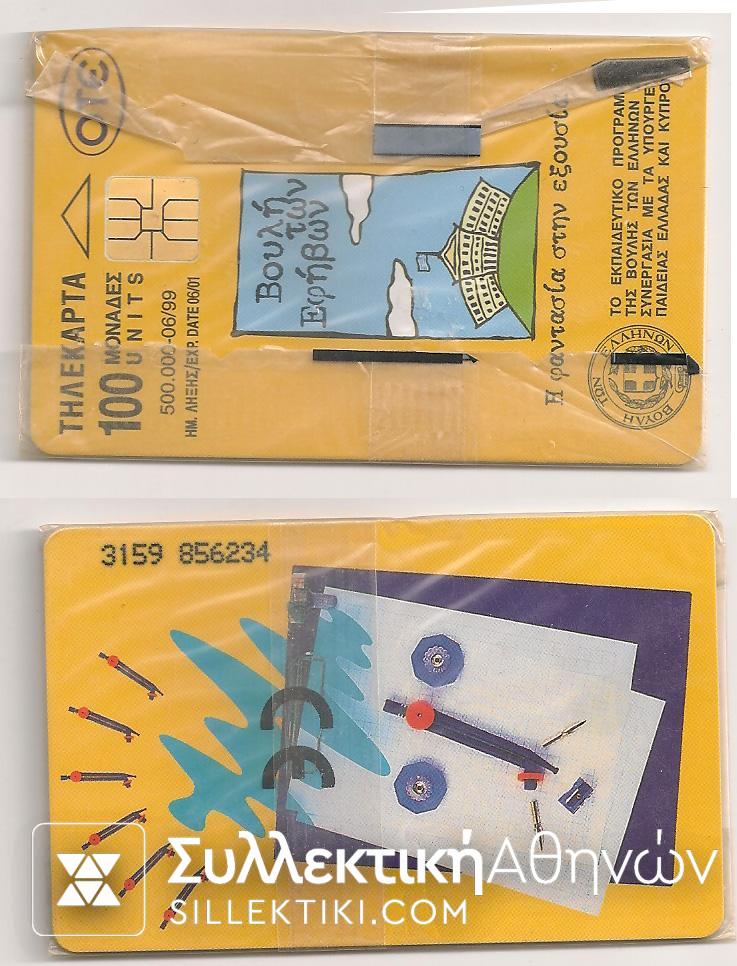 OTE
ΤΗΛΕΚΑΡΤΑ
100 ΜΟΝΑΔΕΣ
UNITS
500.000-06/99
ΗΜ. ΛΗΞΗΣ/EXP. DATE 06/01
Βουλή
των
Εφήβων
Η φαντασία στην εξουσία
ΤΟ ΕΚΠΑΙΔΕΥΤΙΚΟ ΠΡΟΓΡΑΜ
ΤΗΣ ΒΟΥΛΗΣ ΤΩΝ ΕΛΛΗΝΩΝ
ΣΥΝΕΡΓΑΣΙΑ ΜΕ ΤΑ ΥΠΟΥΡΓΕ
ΠΑΙΔΕΙΑΣ ΕΛΛΑΔΑΣ ΚΑΙ ΚΥΠΡΟ
ΒΟΥΛΗ ΤΩΝ ΕΛΛΗΝΩΝ
3159 856234
CE
ΣυλλεκτικήΑθηνών
SILLEKTIKI.COM